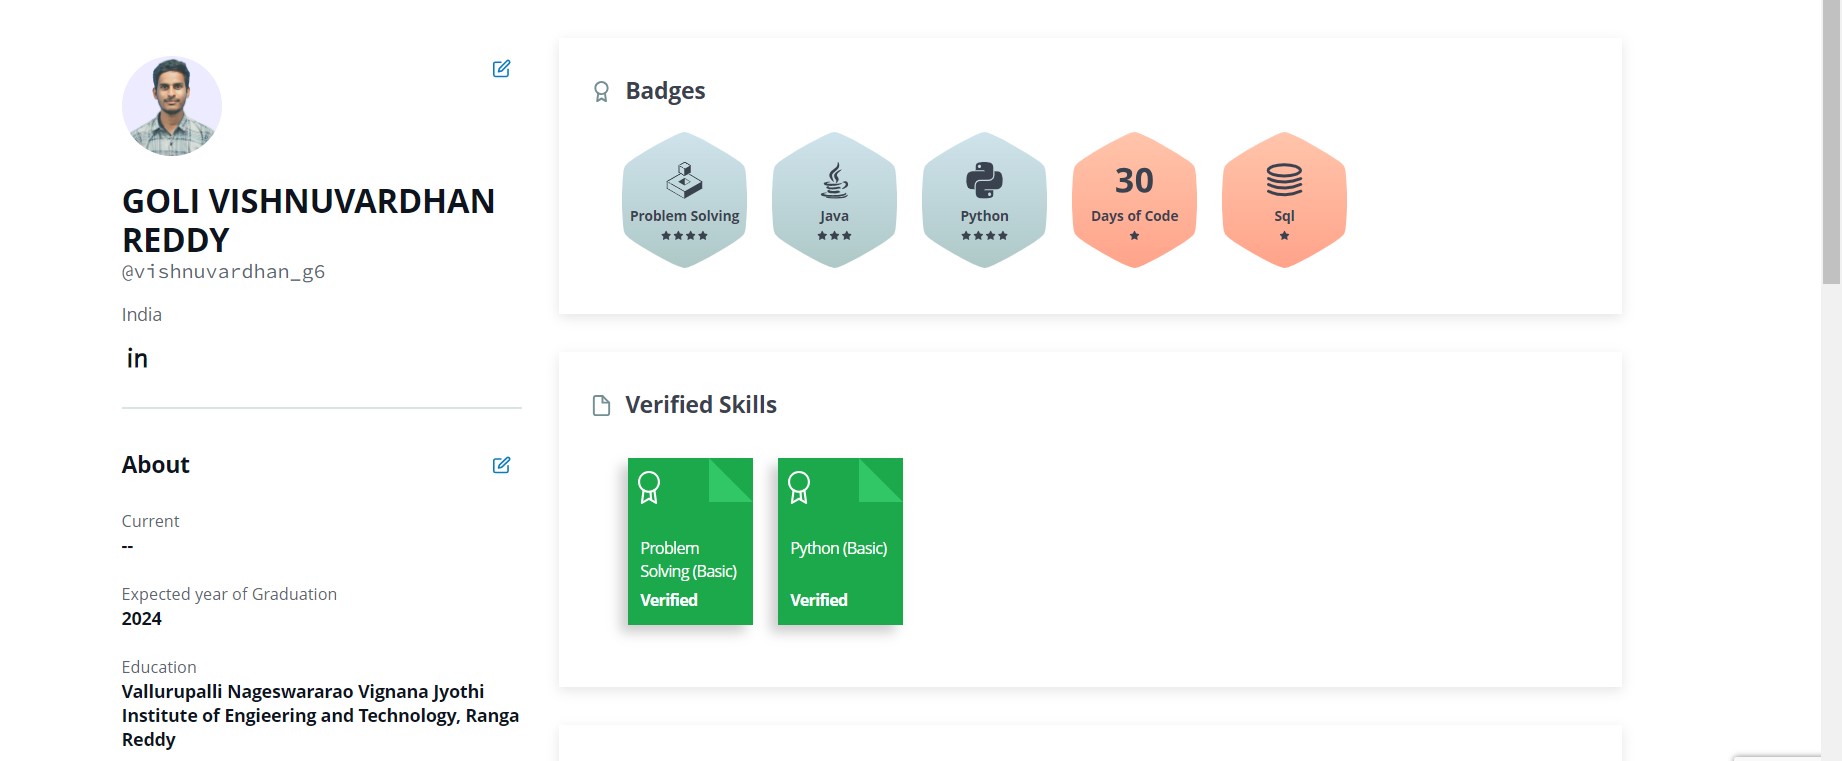 GOLI VISHNUVARDHAN
REDDY
@vishnuvardhan_g6
India
in
About
Current
--
Expected year of Graduation
2024
Education
Vallurupalli Nageswararao Vignana Jyothi
Institute of Engieering and Technology, Ranga
Reddy
Badges
Problem Solving
Java
Python
30
Days of Code
Sql
Verified Skills
Problem
Solving (Basic)
Verified
Python (Basic)
Verified